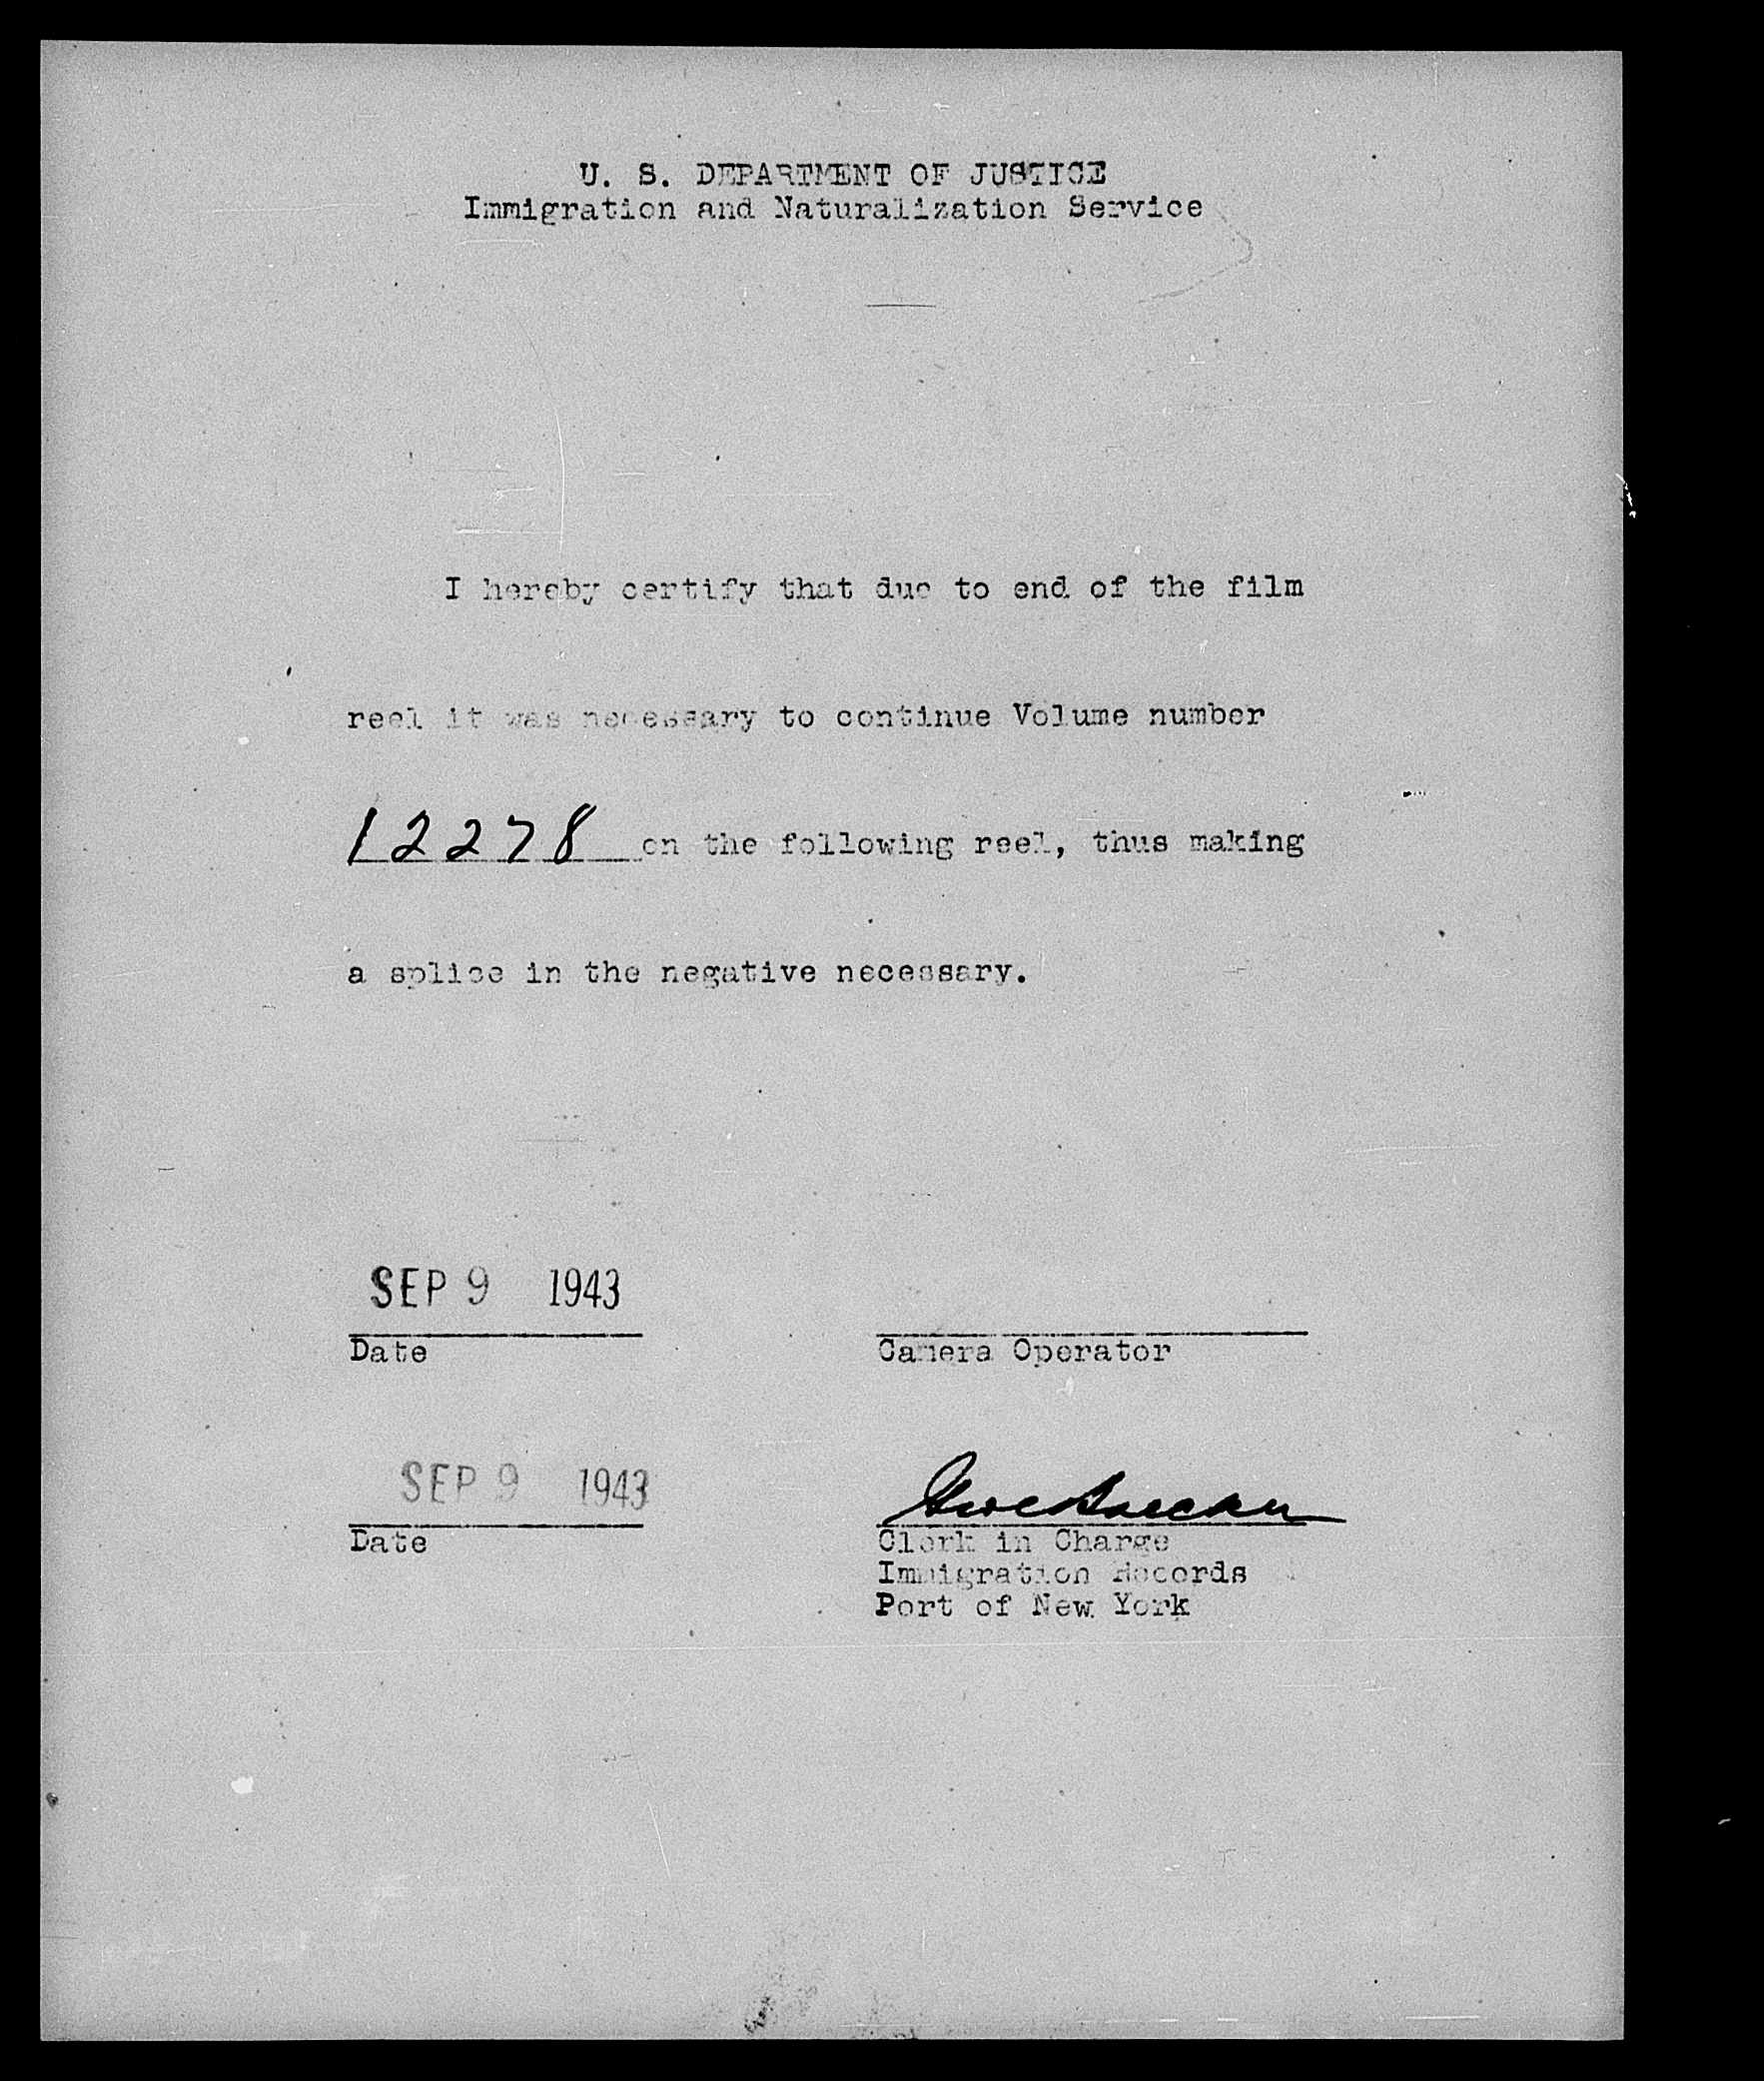 U. S. DEPARTMENT OF JUSTICE
Immigration and Naturalization Service
I hereby certify that due to end of the film
reel it was necessary to continue Volume number
12278 on the following reel, thus making
a splice in the negative necessary.
SEP 9 1943
Date
Camera Operator
SEP 9 1943
Date
Clerk in Charge
Immigration Records
Port of New York